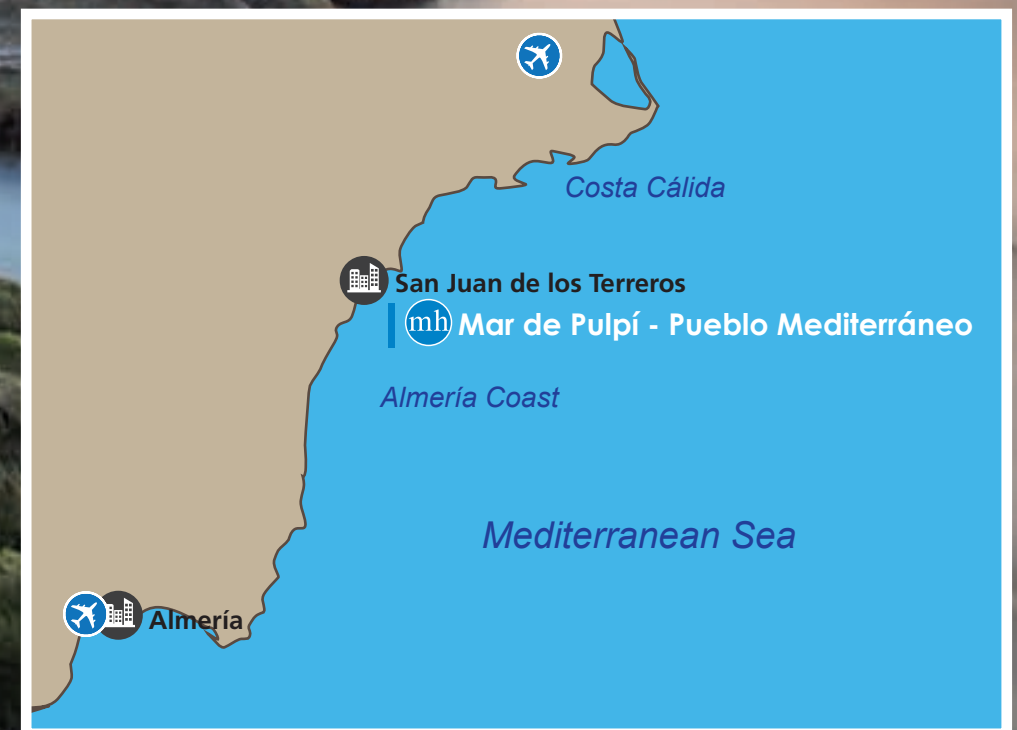 Costa Cálida
San Juan de los Terreros
mh Mar de Pulpí - Pueblo Mediterráneo
Almería Coast
Mediterranean Sea
Almería